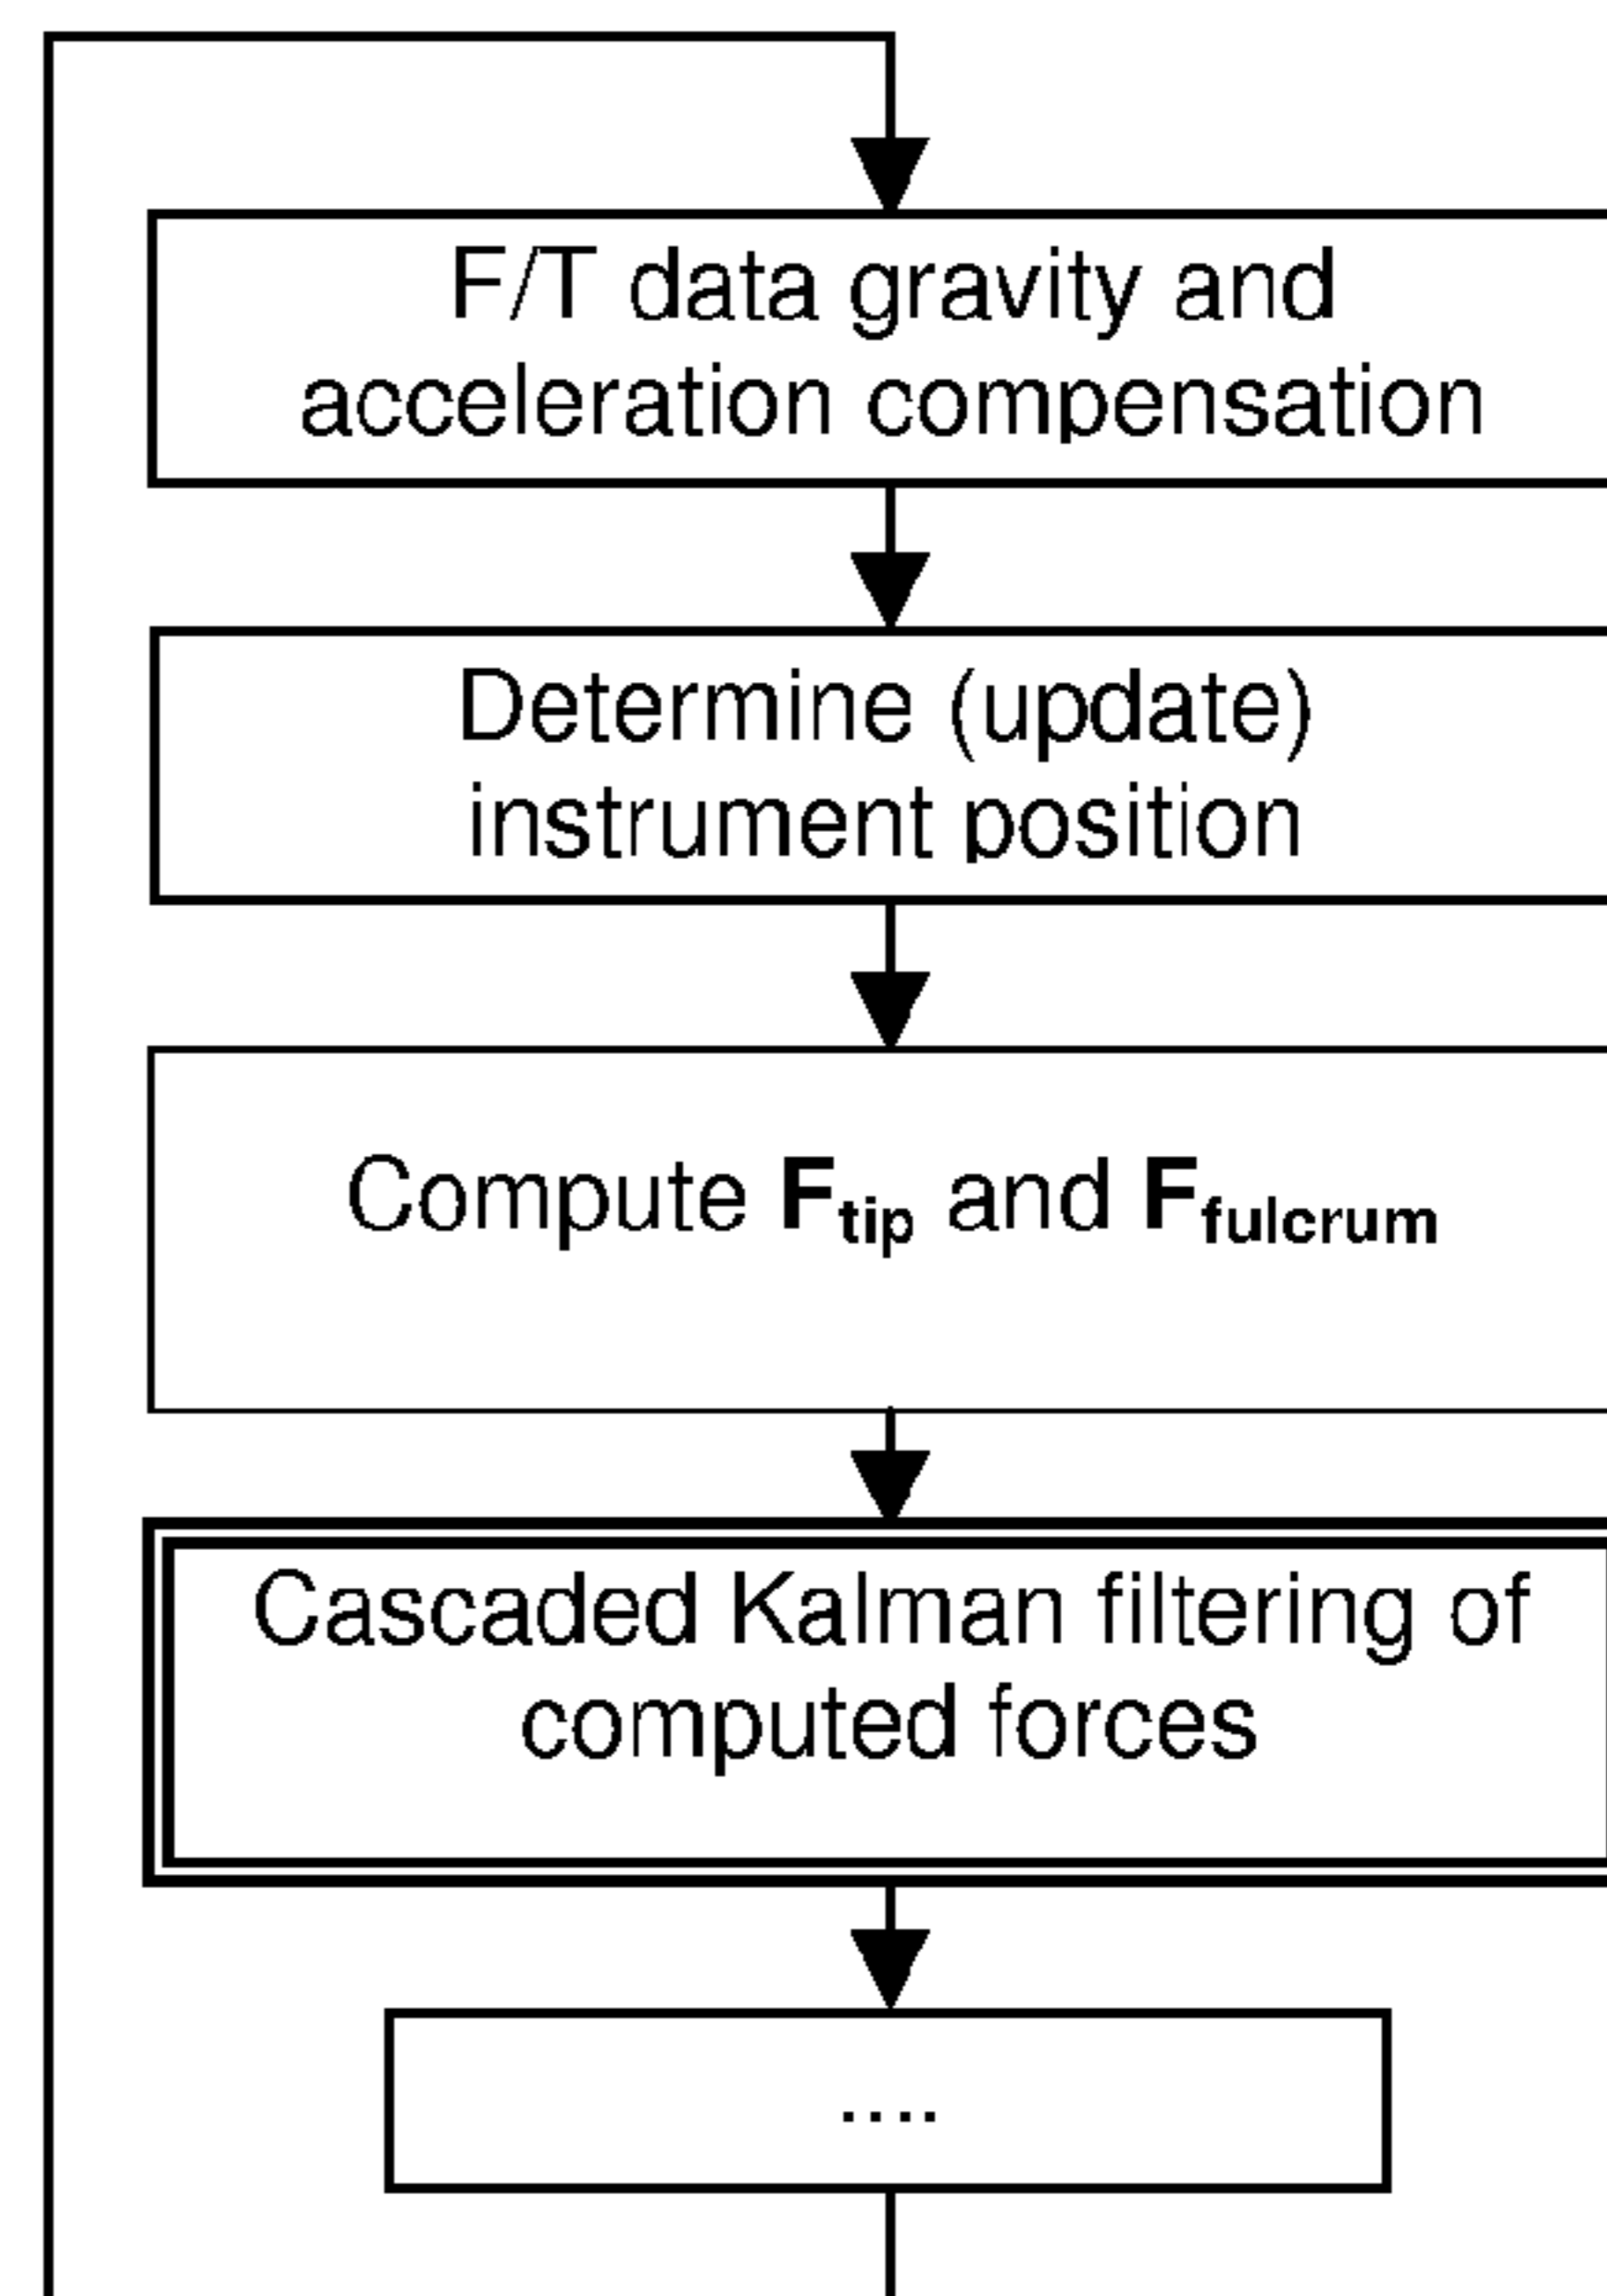 F/T data gravity and
acceleration compensation
Determine (update)
instrument position
Compute Ftip and Ffulcrum
Cascaded Kalman filtering of
computed forces
....